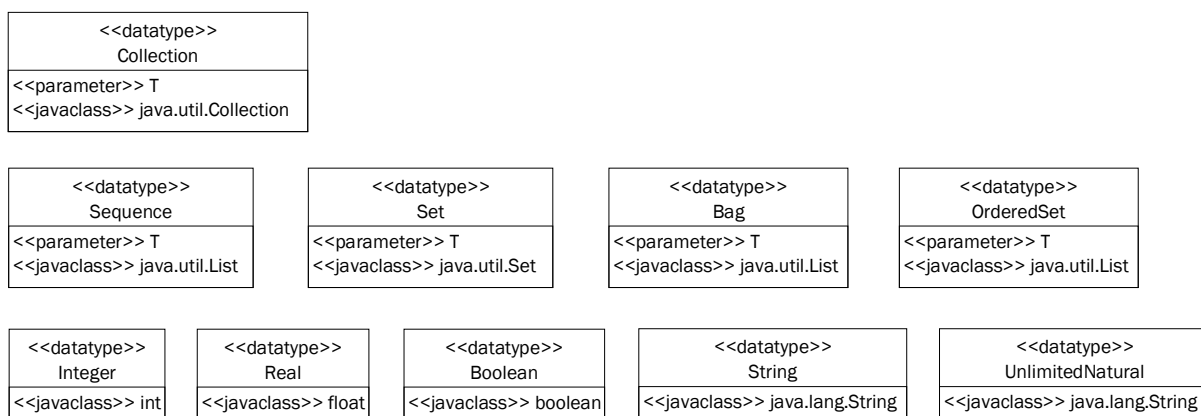 <<datatype>>
Collection
<<parameter>> T
<<javaclass>> java.util.Collection
<<datatype>>
Sequence
<<parameter>> T
<<javaclass>> java.util.List
<<datatype>>
Set
<<parameter>> T
<<javaclass>> java.util.Set
<<datatype>>
Bag
<<parameter>> T
<<javaclass>> java.util.List
<<datatype>>
OrderedSet
<<parameter>> T
<<javaclass>> java.util.List
<<datatype>>
Integer
<<javaclass>> int
<<datatype>>
Real
<<javaclass>> float
<<datatype>>
Boolean
<<javaclass>> boolean
<<datatype>>
String
<<javaclass>> java.lang.String
<<datatype>>
UnlimitedNatural
<<javaclass>> java.lang.String